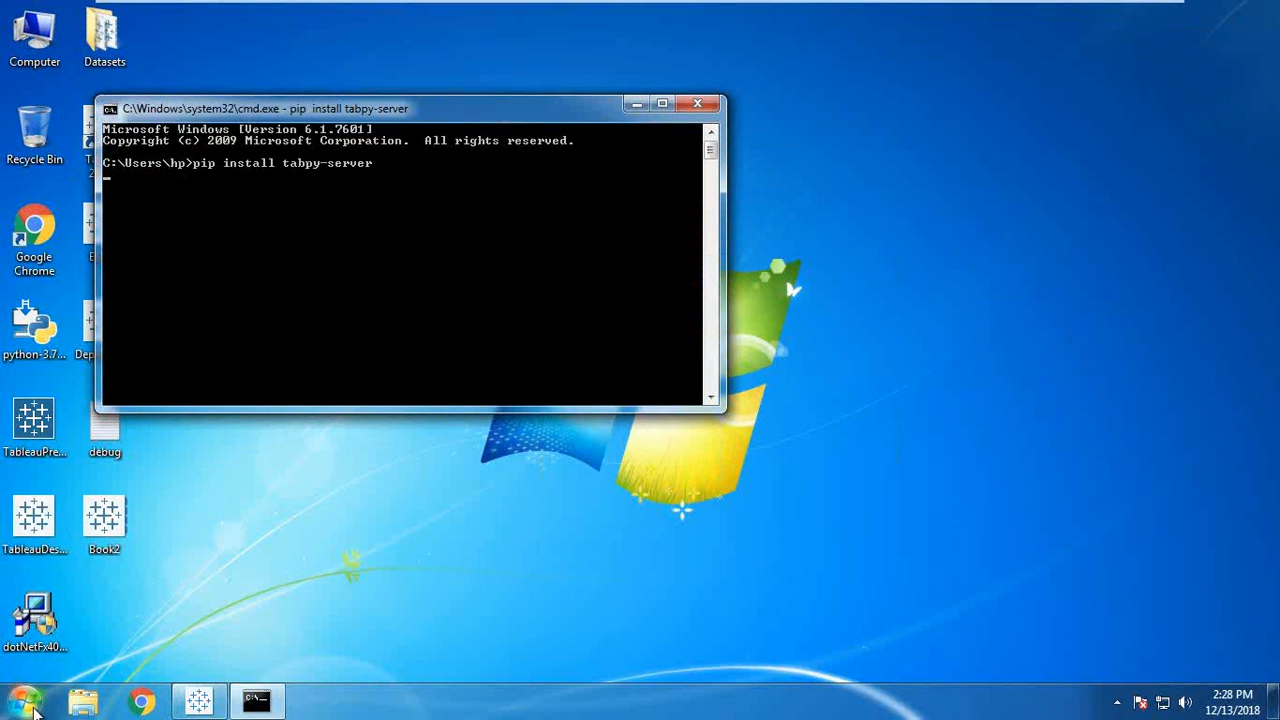 Computer
Datasets
C:\Windows\system32\cmd.exe - pip  install tabpy-server
Microsoft Windows [Version 6.1.7601]
Copyright (c) 2009 Microsoft Corporation.  All rights reserved.
C:\Users\hp>pip install tabpy-server
Recycle Bin
Google
Chrome
python-3.7...
TableauPre...
debug
TableauDes...
Book2
dotNetFx40...
C:\_
2:28 PM
12/13/2018